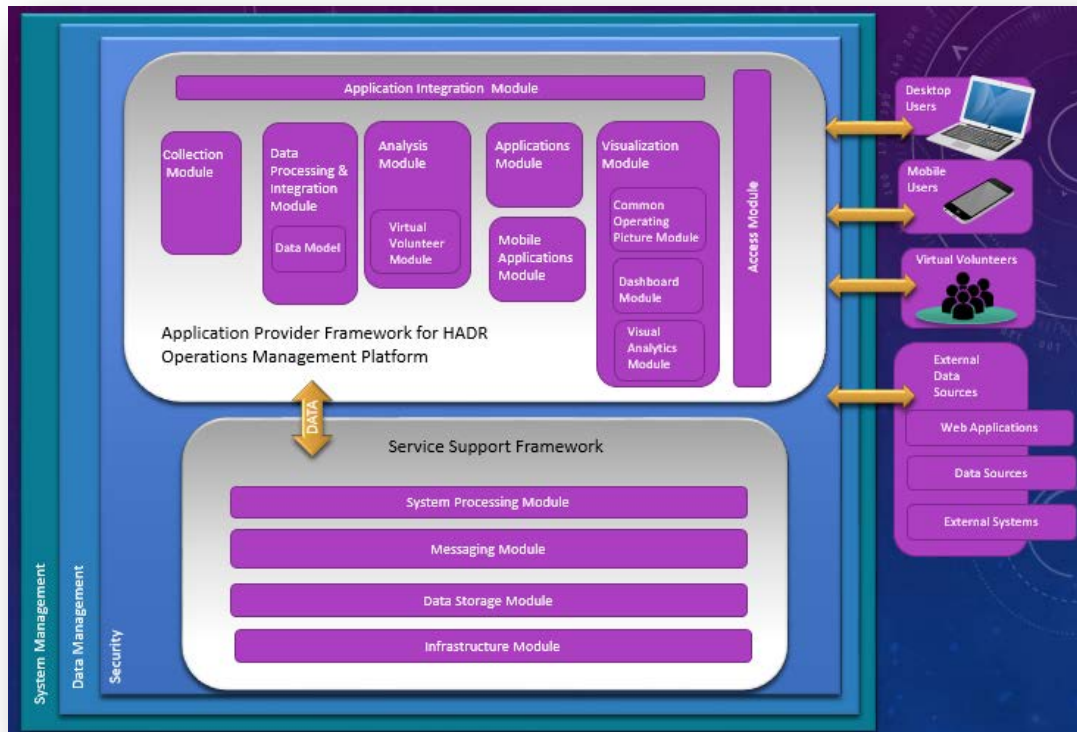 Application Integration Module
Collection
Module
Data
Processing &
Integration
Module
Data Model
Analysis
Module
Virtual
Volunteer
Module
Applications
Module
Mobile
Applications
Module
Visualization
Module
Common
Operating
Picture Module
Dashboard
Module
Visual
Analytics
Module
Access Module
Application Provider Framework for HADR
Operations Management Platform
DATA
Service Support Framework
System Processing Module
Messaging Module
Data Storage Module
Infrastructure Module
System Management
Data Management
Security
Desktop
Users
Mobile
Users
Virtual Volunteers
External
Data
Sources
Web Applications
Data Sources
External Systems